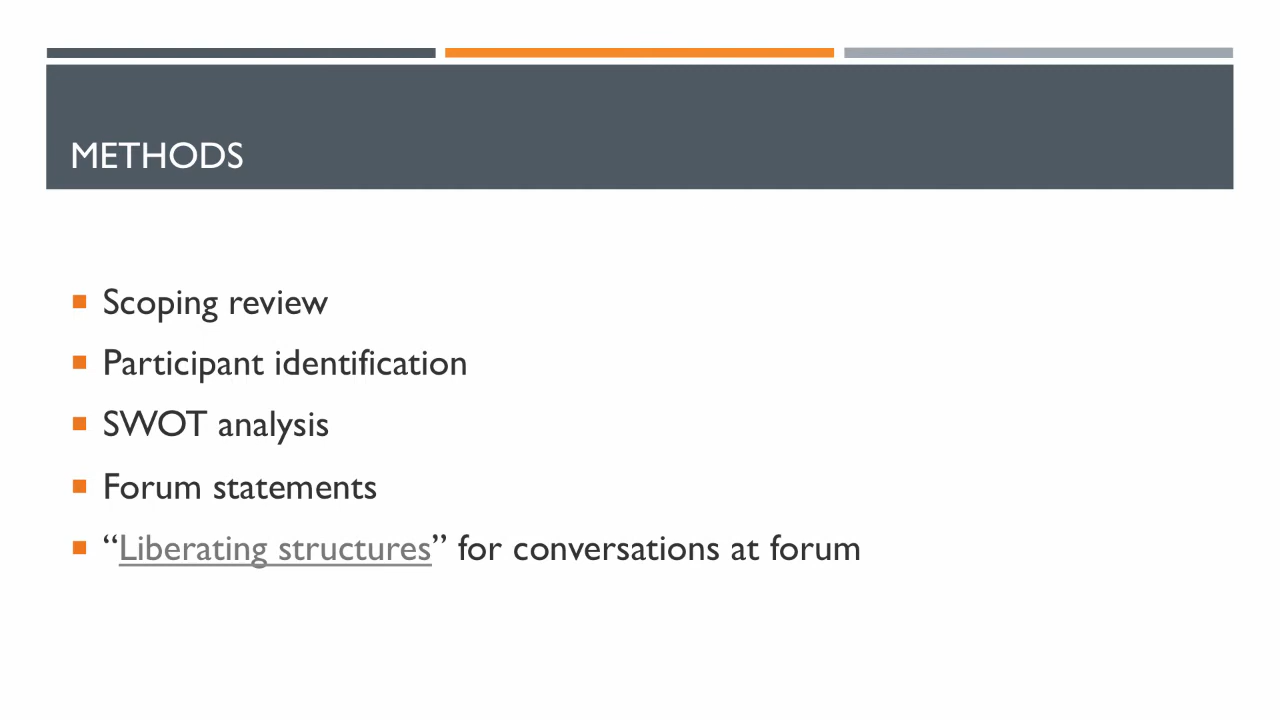 METHODS
Scoping review
Participant identification
SWOT analysis
Forum statements
“Liberating structures” for conversations at forum